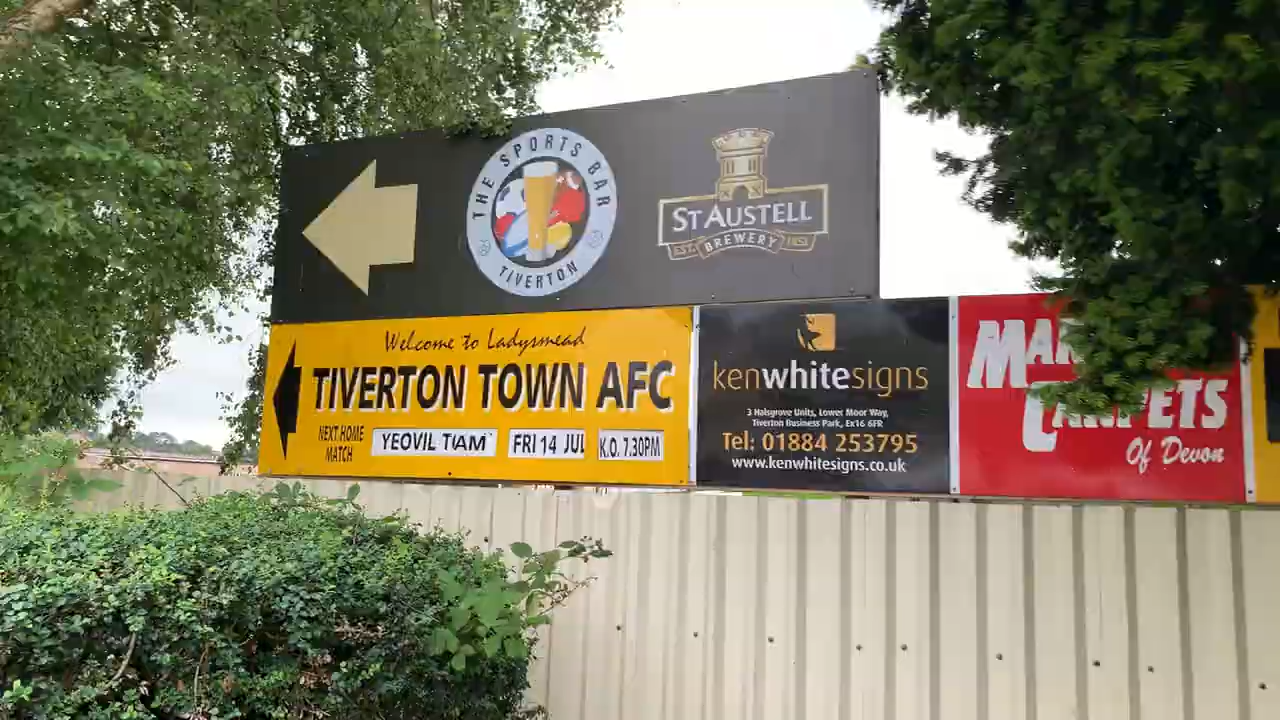 THE SPORTS BAR
TIVERTON
ST AUSTELL
EST. BREWERY 1851
Welcome to Ladysmead
TIVERTON TOWN AFC
NEXT HOME
MATCH
YEOVIL T1AM
FRI 14 JUL
K.O. 7.30PM
kenwhitesigns
3 Halsgrove Units, Lower Moor Way,
Tiverton Business Park, Ex16 6FR
Tel: 01884 253795
www.kenwhitesigns.co.uk
CARPETS
Of Devon